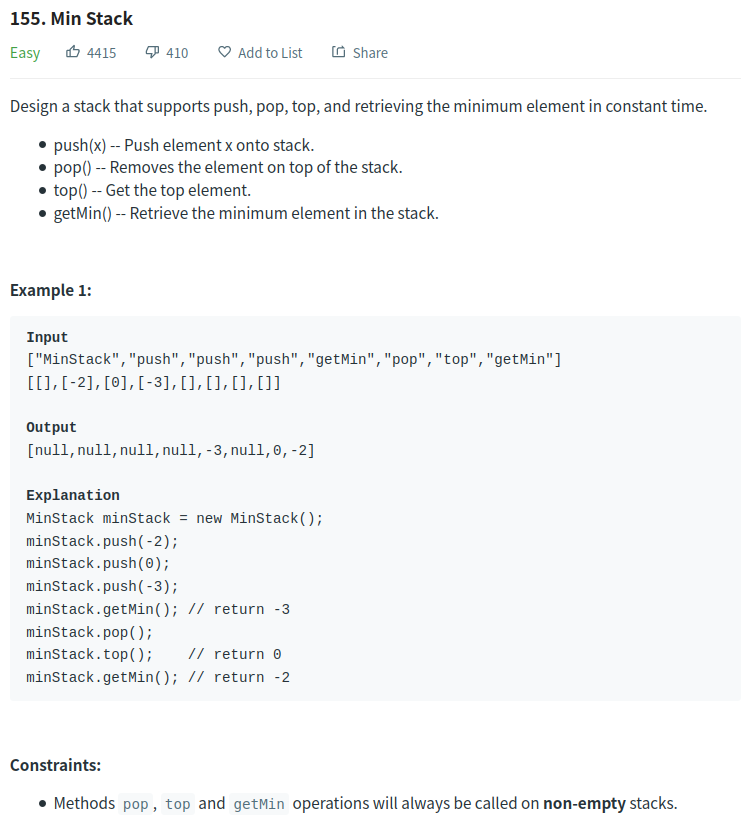 155. Min Stack
Easy 4415 410 Add to List Share
Design a stack that supports push, pop, top, and retrieving the minimum element in constant time.
• push(x) -- Push element x onto stack.
• pop() -- Removes the element on top of the stack.
• top() -- Get the top element.
• getMin() -- Retrieve the minimum element in the stack.
Example 1:
Input
["MinStack","push","push","push","getMin","pop","top","getMin"]
[[],[-2],[0],[-3],[],[],[],[]]
Output
[null,null,null,null,-3,null,0,-2]
Explanation
MinStack minStack = new MinStack();
minStack.push(-2);
minStack.push(0);
minStack.push(-3);
minStack.getMin(); // return -3
minStack.pop();
minStack.top();    // return 0
minStack.getMin(); // return -2
Constraints:
• Methods pop, top and getMin operations will always be called on non-empty stacks.